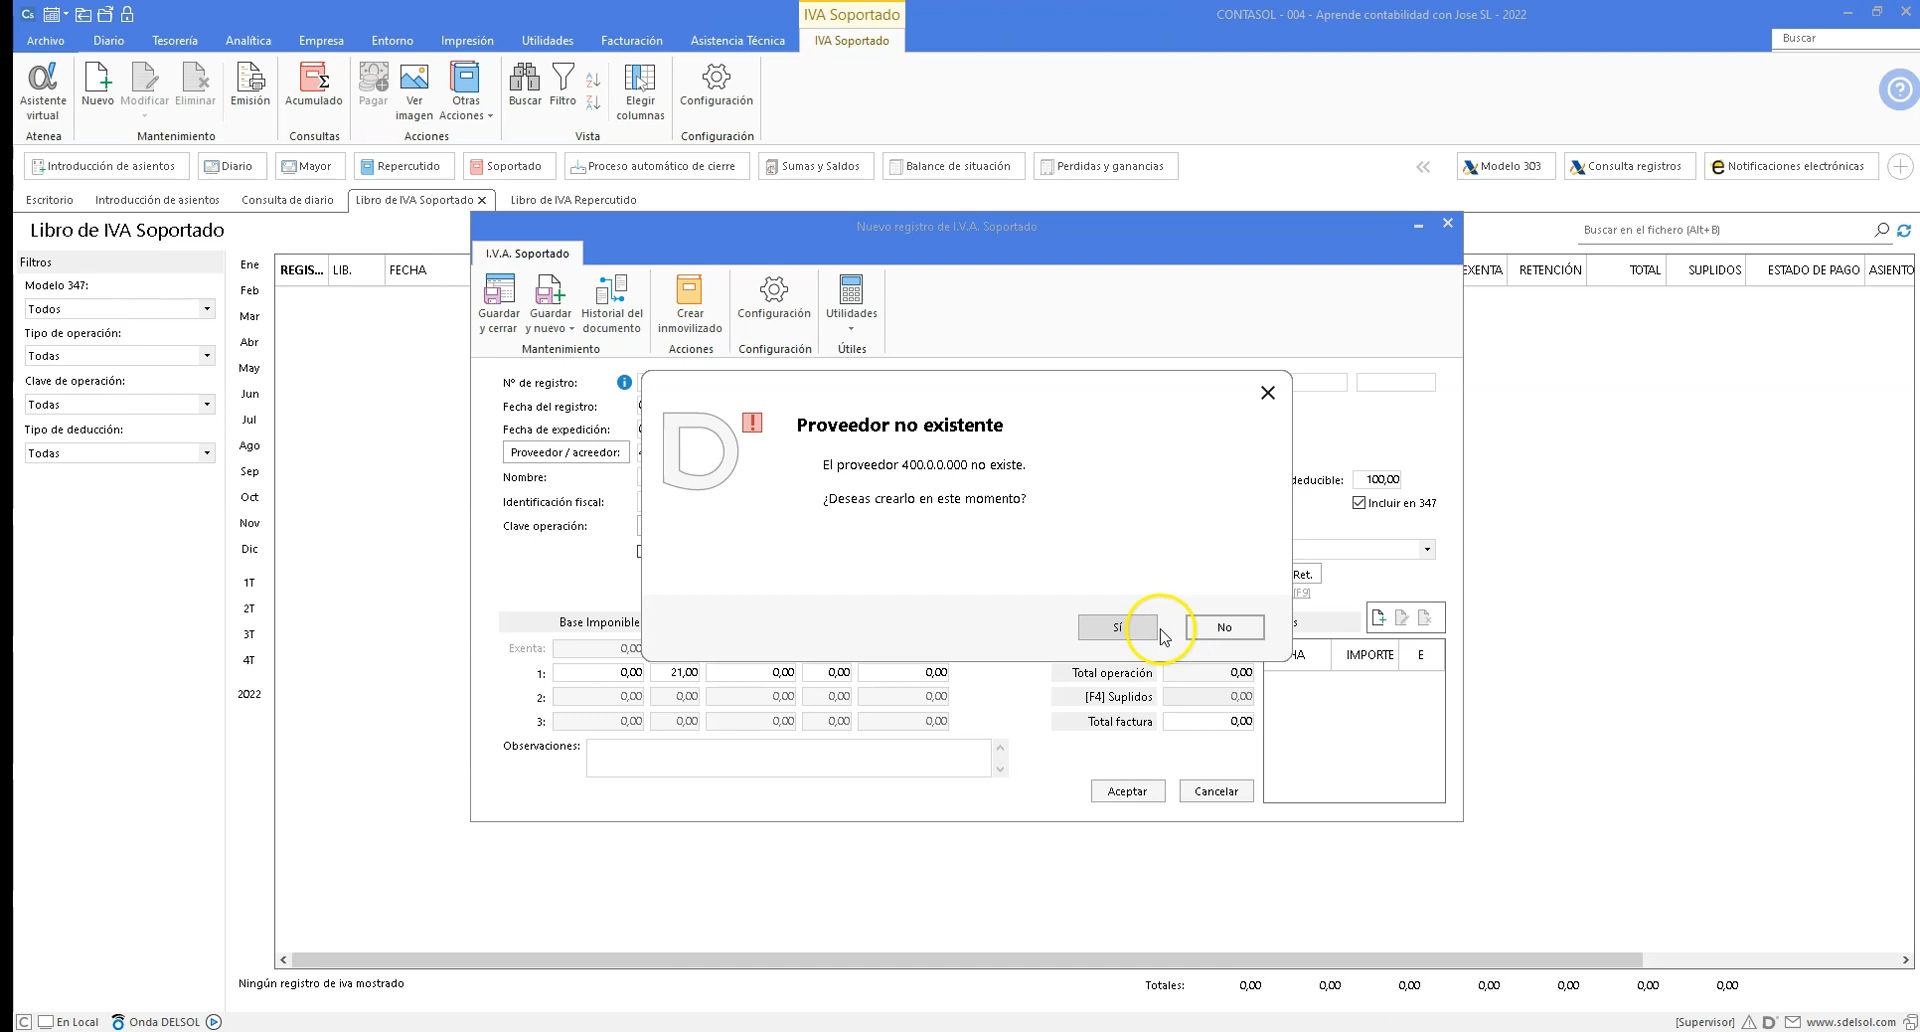 Cs IVA Soportado CONTASOL - 004 - Aprende contabilidad con Jose SL - 2022
Archivo Diario Tesorería Analítica Empresa Entorno Impresión Utilidades Facturación Asistencia Técnica IVA Soportado Buscar
Asistente virtual Nuevo Modificar Eliminar Emisión Acumulado Pagar Ver imagen Otras Acciones Buscar Filtro Elegir columnas Configuración
Atenea Mantenimiento Consultas Acciones Vista Configuración
Introducción de asientos Diario Mayor Repercutido Soportado Proceso automático de cierre Sumas y Saldos Balance de situación Perdidas y ganancias Modelo 303 Consulta registros Notificaciones electrónicas
Escritorio Introducción de asientos Consulta de diario Libro de IVA Soportado Libro de IVA Repercutido
Libro de IVA Soportado
Nuevo registro de I.V.A. Soportado
Buscar en el fichero (Alt+B)
I.V.A. Soportado
Filtros
Modelo 347:
Todos
Tipo de operación:
Todas
Clave de operación:
Todas
Tipo de deducción:
Todas
Ene
Feb
Mar
Abr
May
Jun
Jul
Ago
Sep
Oct
Nov
Dic
1T
2T
3T
4T
2022
REGIS... LIB. FECHA EXENTA RETENCIÓN TOTAL SUPLIDOS ESTADO DE PAGO ASIENTO
Guardar y cerrar Guardar y nuevo Historial del documento Crear inmovilizado Configuración Utilidades
Mantenimiento Acciones Configuración Útiles
Nº de registro:
Fecha del registro:
Fecha de expedición:
Proveedor / acreedor:
Nombre:
Identificación fiscal:
Clave operación:
deducible: 100,00
Incluir en 347
Ret.
[F9]
Proveedor no existente
El proveedor 400.0.0.000 no existe.
¿Deseas crearlo en este momento?
Sí No
Base Imponible
Exenta: 0,00
1: 0,00 21,00 0,00 0,00 0,00
2: 0,00 0,00 0,00 0,00 0,00
3: 0,00 0,00 0,00 0,00 0,00
Total operación 0,00
[F4] Suplidos 0,00
Total factura 0,00
s
HA IMPORTE E
Observaciones:
Aceptar Cancelar
Ningún registro de iva mostrado Totales: 0,00 0,00 0,00 0,00 0,00 0,00 0,00
C En Local Onda DELSOL [Supervisor] D www.sdelsol.com